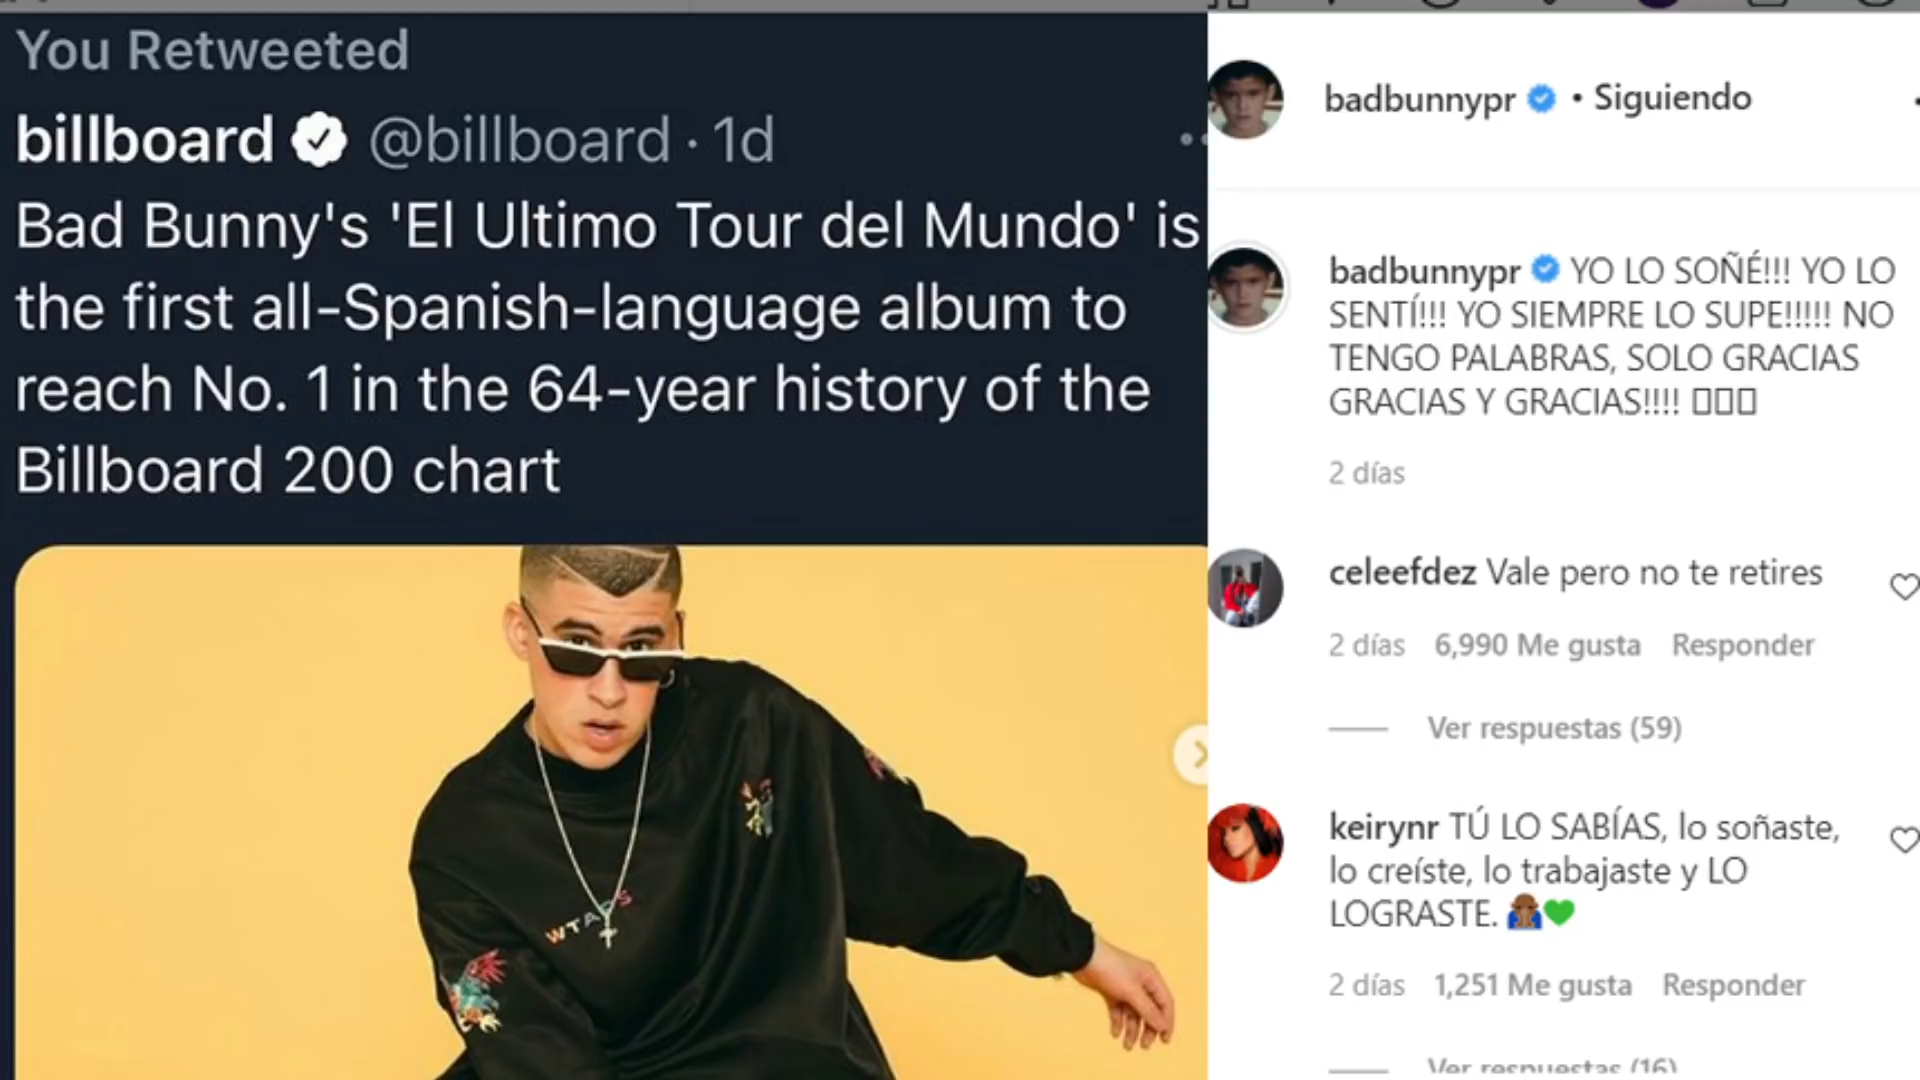 You Retweeted
billboard @billboard · 1d
Bad Bunny's 'El Ultimo Tour del Mundo' is
the first all-Spanish-language album to
reach No. 1 in the 64-year history of the
Billboard 200 chart
WTAPS
badbunnypr • Siguiendo
badbunnypr YO LO SOÑÉ!!! YO LO
SENTÍ!!! YO SIEMPRE LO SUPE!!!!! NO
TENGO PALABRAS, SOLO GRACIAS
GRACIAS Y GRACIAS!!!! 
2 días
celeefdez Vale pero no te retires
2 días 6,990 Me gusta Responder
Ver respuestas (59)
keirynr TÚ LO SABÍAS, lo soñaste,
lo creíste, lo trabajaste y LO
LOGRASTE. 🙏🏾💚
2 días 1,251 Me gusta Responder
Ver respuestas (16)